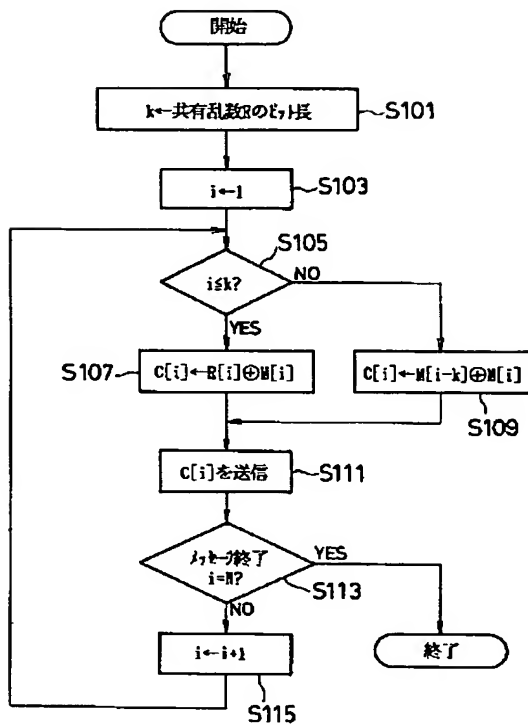 開始
k←共有乱数Rのビット長
S101
i←1
S103
S105
i≦k?
NO
YES
S107
C[i]←R[i]⊕M[i]
C[i]←M[i-k]⊕M[i]
S109
C[i]を送信
S111
メッセージ終了
i=N?
YES
S113
NO
i←i+1
終了
S115